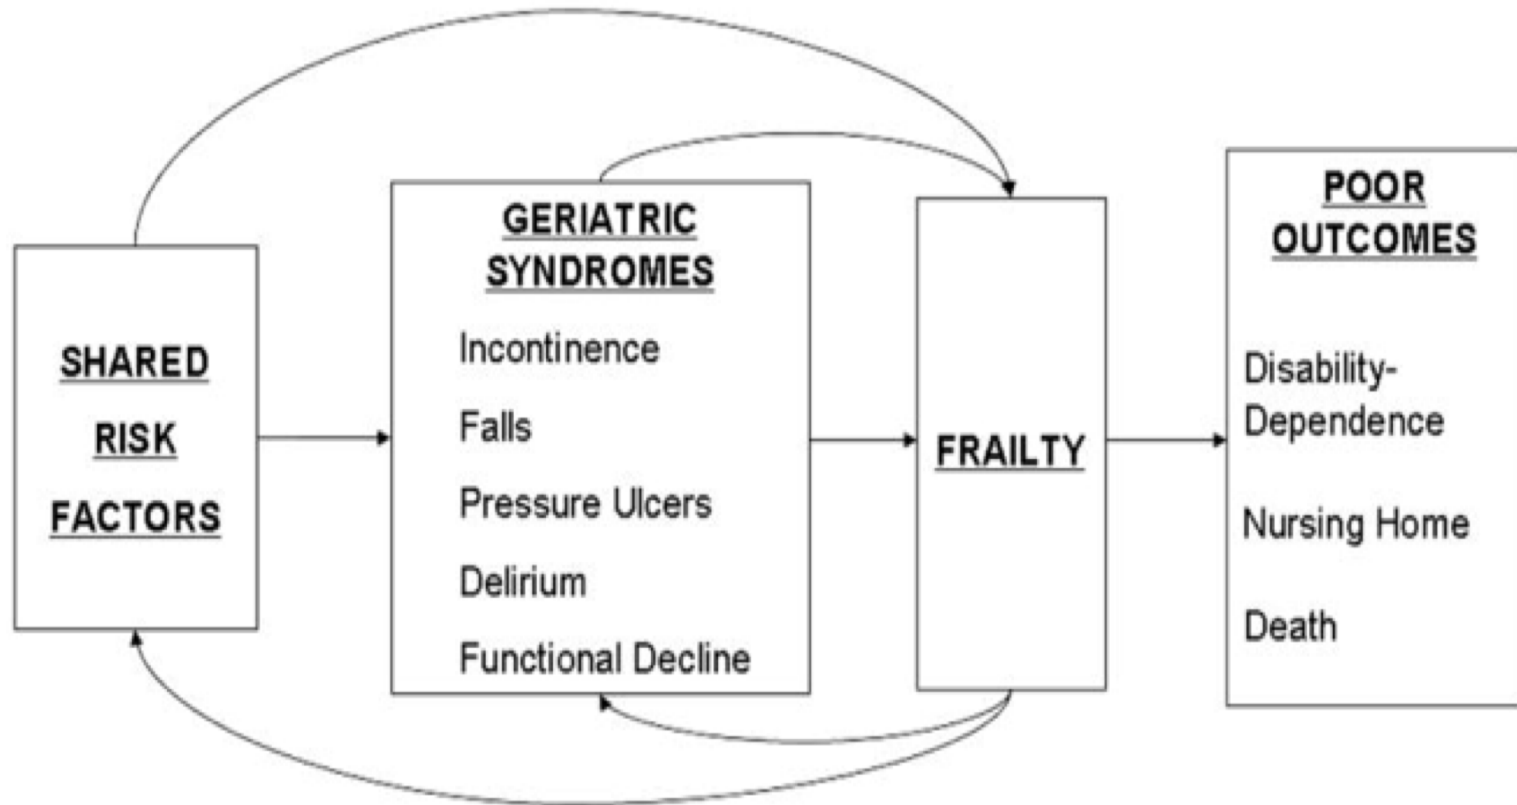 SHARED
RISK
FACTORS
GERIATRIC
SYNDROMES
Incontinence
Falls
Pressure Ulcers
Delirium
Functional Decline
FRAILTY
POOR
OUTCOMES
Disability-
Dependence
Nursing Home
Death